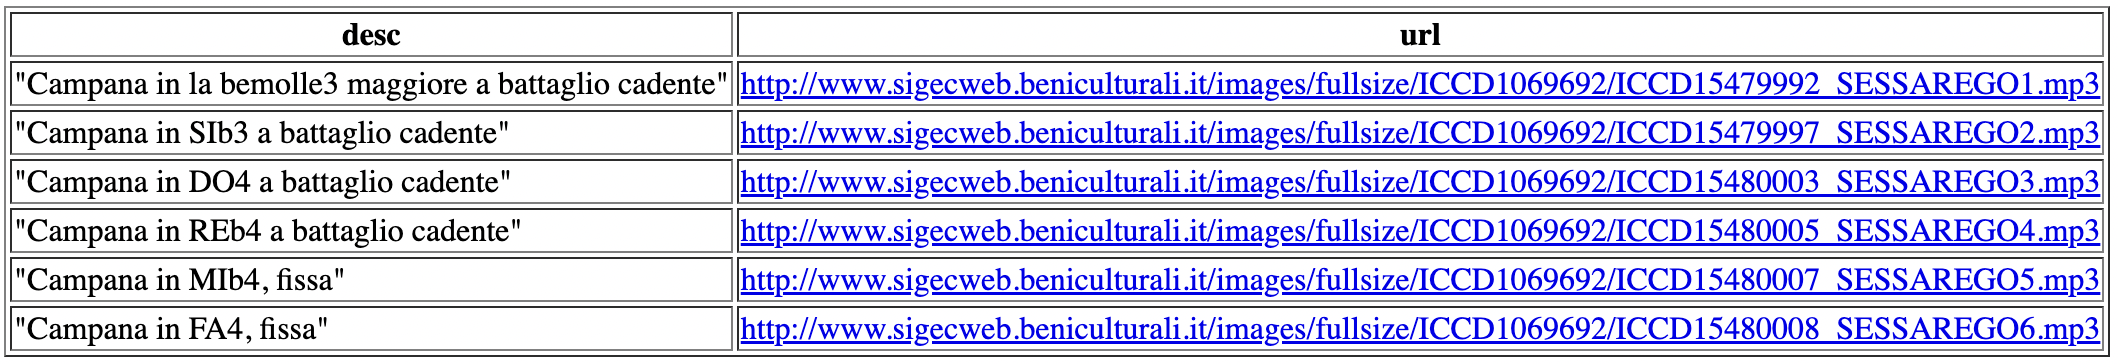 desc url
"Campana in la bemolle3 maggiore a battaglio cadente" http://www.sigecweb.beniculturali.it/images/fullsize/ICCD1069692/ICCD15479992_SESSAREGO1.mp3
"Campana in SIb3 a battaglio cadente" http://www.sigecweb.beniculturali.it/images/fullsize/ICCD1069692/ICCD15479997_SESSAREGO2.mp3
"Campana in DO4 a battaglio cadente" http://www.sigecweb.beniculturali.it/images/fullsize/ICCD1069692/ICCD15480003_SESSAREGO3.mp3
"Campana in REb4 a battaglio cadente" http://www.sigecweb.beniculturali.it/images/fullsize/ICCD1069692/ICCD15480005_SESSAREGO4.mp3
"Campana in MIb4, fissa" http://www.sigecweb.beniculturali.it/images/fullsize/ICCD1069692/ICCD15480007_SESSAREGO5.mp3
"Campana in FA4, fissa" http://www.sigecweb.beniculturali.it/images/fullsize/ICCD1069692/ICCD15480008_SESSAREGO6.mp3